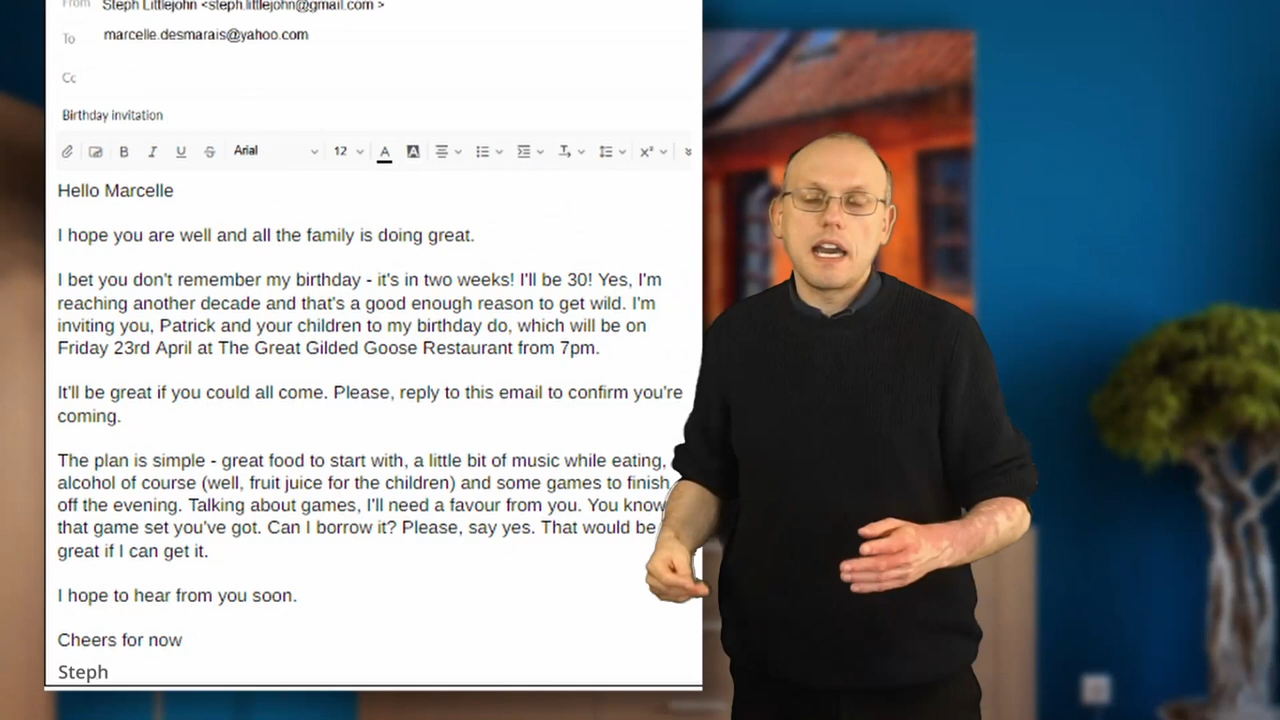 From Steph Littlejohn <steph.littlejohn@gmail.com >
To marcelle.desmarais@yahoo.com
Cc
Birthday invitation
B I U S Arial 12 A A
Hello Marcelle
I hope you are well and all the family is doing great.
I bet you don't remember my birthday - it's in two weeks! I'll be 30! Yes, I'm
reaching another decade and that's a good enough reason to get wild. I'm
inviting you, Patrick and your children to my birthday do, which will be on
Friday 23rd April at The Great Gilded Goose Restaurant from 7pm.
It'll be great if you could all come. Please, reply to this email to confirm you're
coming.
The plan is simple - great food to start with, a little bit of music while eating,
alcohol of course (well, fruit juice for the children) and some games to finish
off the evening. Talking about games, I'll need a favour from you. You know
that game set you've got. Can I borrow it? Please, say yes. That would be
great if I can get it.
I hope to hear from you soon.
Cheers for now
Steph